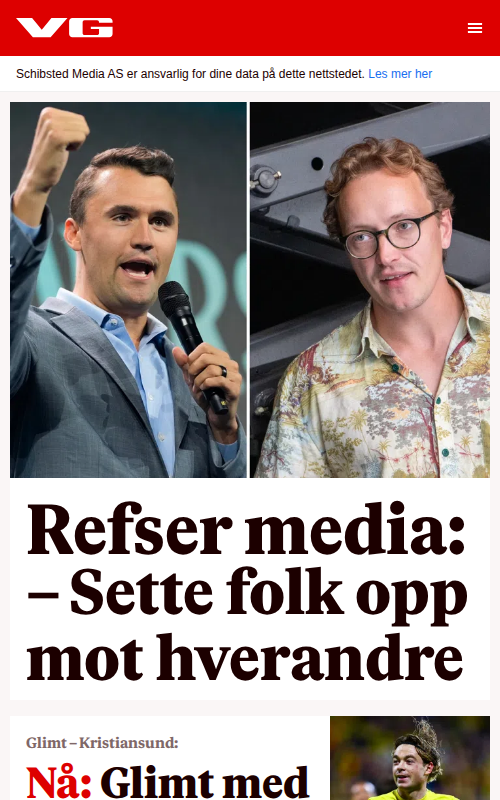 VG
Schibsted Media AS er ansvarlig for dine data på dette nettstedet. Les mer her
Refser media:
– Sette folk opp
mot hverandre
Glimt – Kristiansund:
Nå: Glimt med